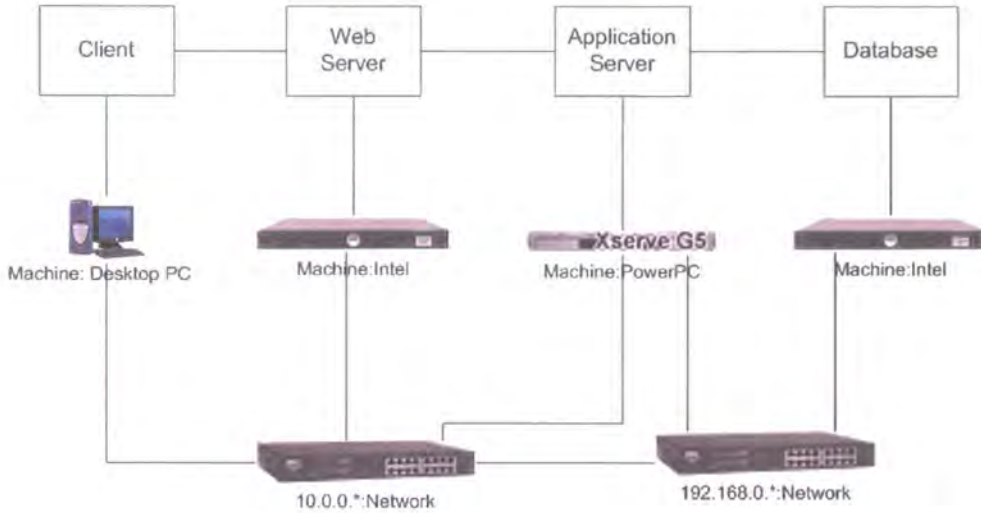 Client
Web
Server
Application
Server
Database
Xserve G5
Machine: Desktop PC
Machine:Intel
Machine:PowerPC
Machine:Intel
10.0.0.*:Network
192.168.0.*:Network